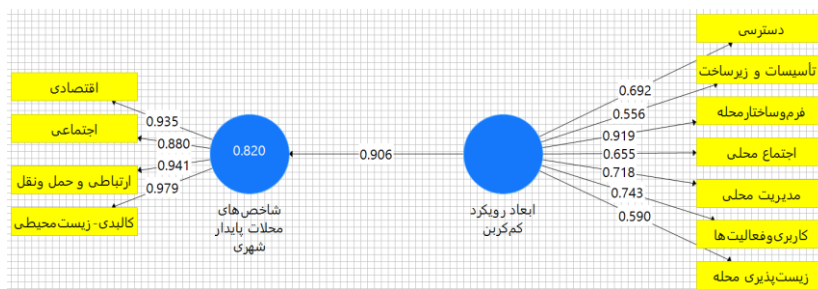 دسترسی
تأسیسات و زیرساخت
فرم‌وساختارمحله
اجتماع محلی
مدیریت محلی
کاربری‌وفعالیت‌ها
زیست‌پذیری محله
0.692
0.556
0.919
0.655
0.718
0.743
0.590
ابعاد رویکرد
کم‌کربن
0.906
0.820
شاخص‌های
محلات پایدار
شهری
0.935
0.880
0.941
0.979
اقتصادی
اجتماعی
ارتباطی و حمل ونقل
کالبدی-زیست‌محیطی